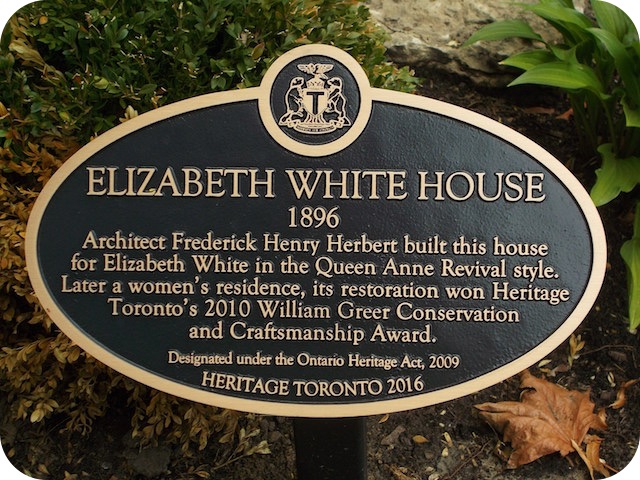 T
ELIZABETH WHITE HOUSE
1896
Architect Frederick Henry Herbert built this house
for Elizabeth White in the Queen Anne Revival style.
Later a women's residence, its restoration won Heritage
Toronto's 2010 William Greer Conservation
and Craftsmanship Award.
Designated under the Ontario Heritage Act, 2009
HERITAGE TORONTO 2016